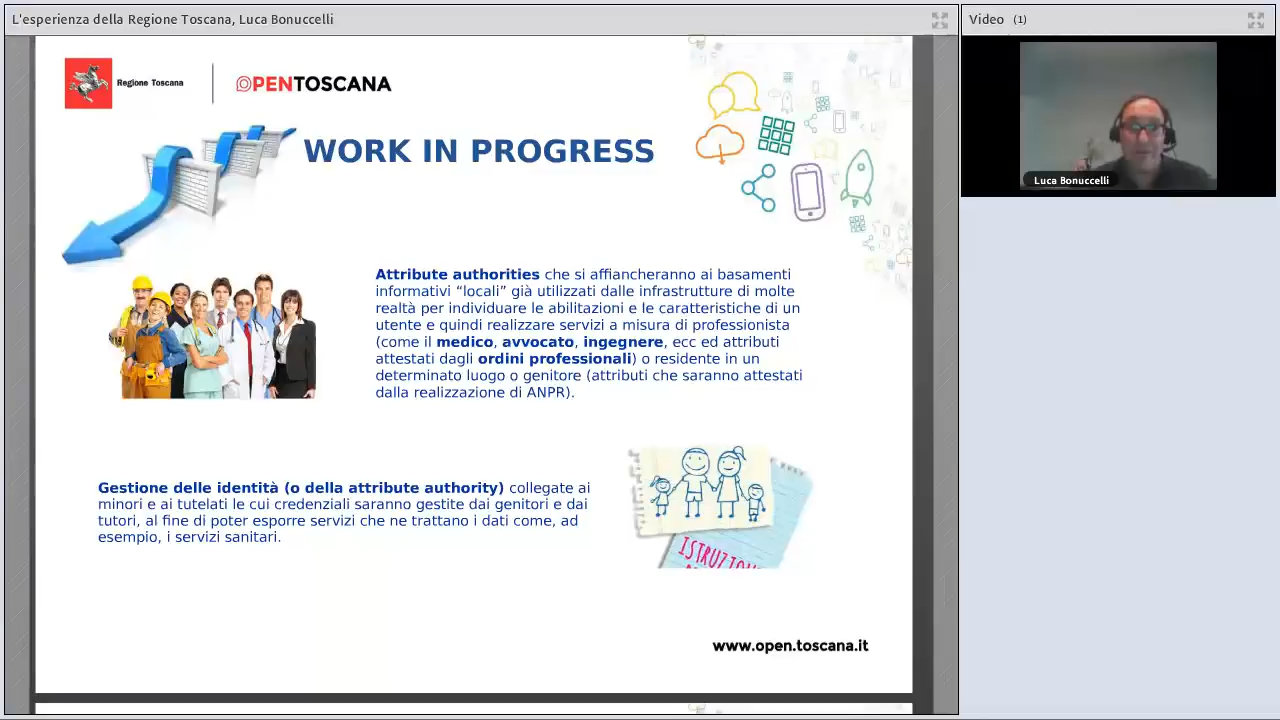 L'esperienza della Regione Toscana, Luca Bonuccelli
Video (1)
Regione Toscana
OPENTOSCANA
WORK IN PROGRESS
Luca Bonuccelli
Attribute authorities che si affiancheranno ai basamenti
informativi “locali” già utilizzati dalle infrastrutture di molte
realtà per individuare le abilitazioni e le caratteristiche di un
utente e quindi realizzare servizi a misura di professionista
(come il medico, avvocato, ingegnere, ecc ed attributi
attestati dagli ordini professionali) o residente in un
determinato luogo o genitore (attributi che saranno attestati
dalla realizzazione di ANPR).
Gestione delle identità (o della attribute authority) collegate ai
minori e ai tutelati le cui credenziali saranno gestite dai genitori e dai
tutori, al fine di poter esporre servizi che ne trattano i dati come, ad
esempio, i servizi sanitari.
www.open.toscana.it